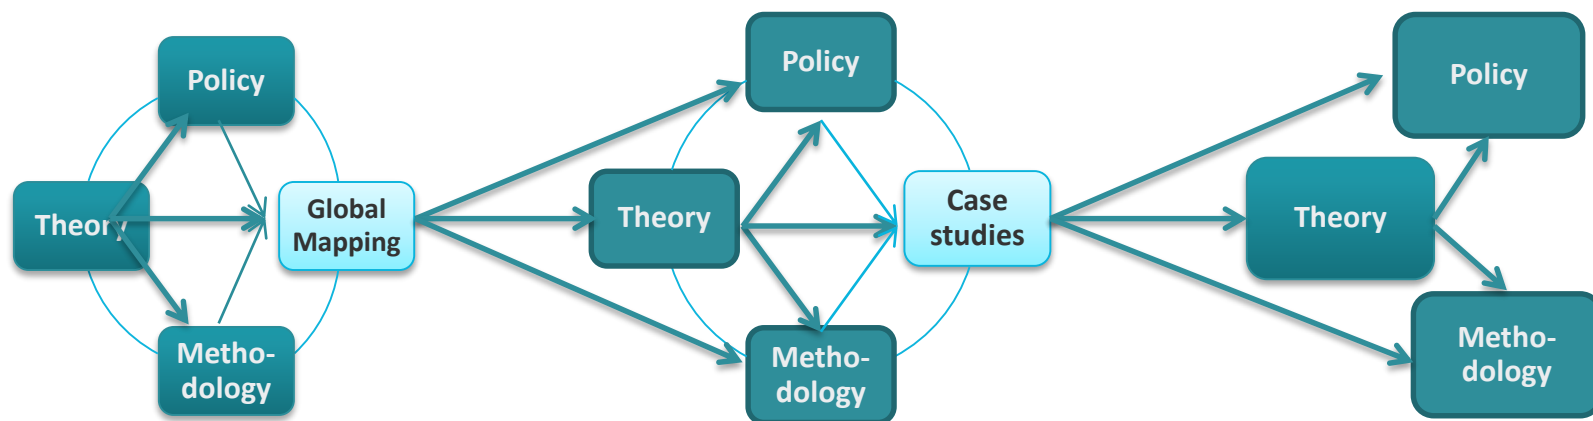 Policy
Theory
Global
Mapping
Metho-
dology
Policy
Theory
Case
studies
Metho-
dology
Policy
Theory
Metho-
dology